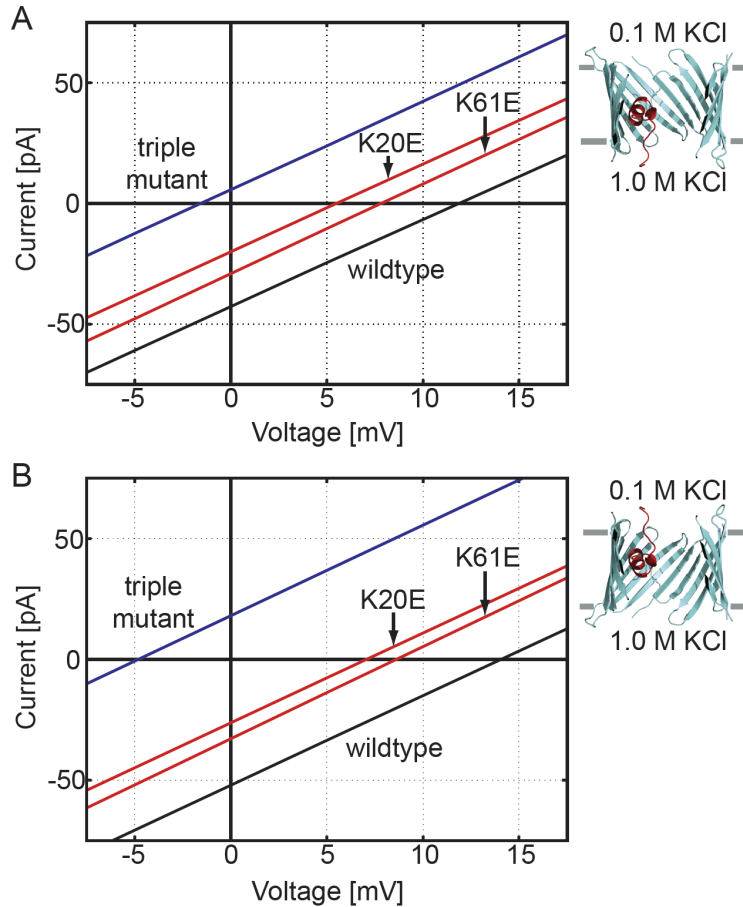 A
0.1 M KCl
1.0 M KCl
Current [pA]
50
0
-50
triple
mutant
K20E
K61E
wildtype
-5
0
5
10
15
Voltage [mV]
B
0.1 M KCl
1.0 M KCl
Current [pA]
50
0
-50
triple
mutant
K20E
K61E
wildtype
-5
0
5
10
15
Voltage [mV]